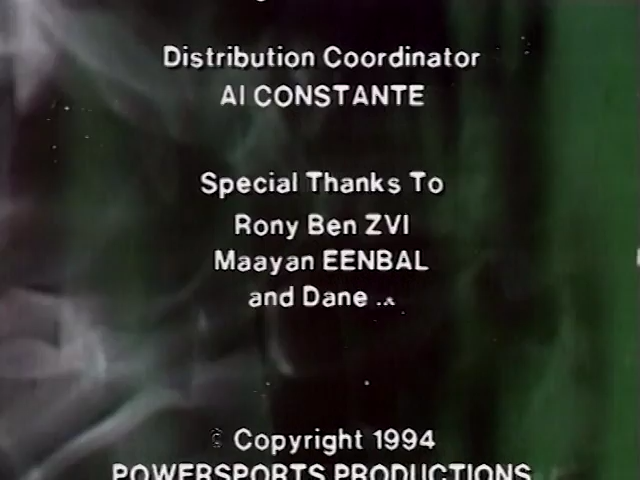 Distribution Coordinator
Al CONSTANTE
Special Thanks To
Rony Ben ZVI
Maayan EENBAL
and Dane ..
© Copyright 1994
POWERSPORTS PRODUCTIONS